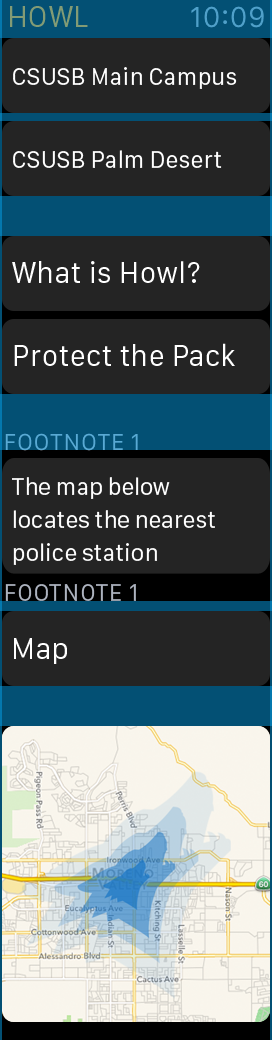 HOWL 10:09
CSUSB Main Campus
CSUSB Palm Desert
What is Howl?
Protect the Pack
FOOTNOTE 1
The map below
locates the nearest
police station
FOOTNOTE 1
Map
Pigeon Pass Rd
Perris Blvd
Ironwood Ave
60
Nason St
Kitching St
Eucalyptus Ave
Indian St
Cottonwood Ave
Lasselle St
Alessandro Blvd
Cactus Ave